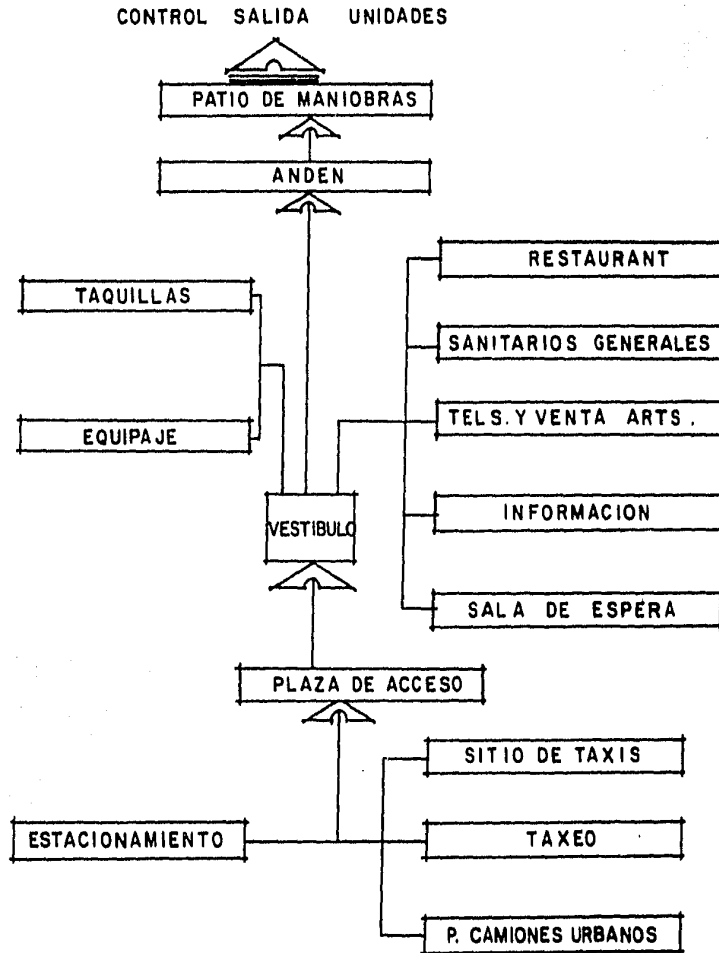 CONTROL SALIDA UNIDADES
PATIO DE MANIOBRAS
ANDEN
RESTAURANT
TAQUILLAS
SANITARIOS GENERALES
TELS. Y VENTA ARTS.
EQUIPAJE
VESTIBULO
INFORMACION
SALA DE ESPERA
PLAZA DE ACCESO
SITIO DE TAXIS
ESTACIONAMIENTO
TAXEO
P. CAMIONES URBANOS